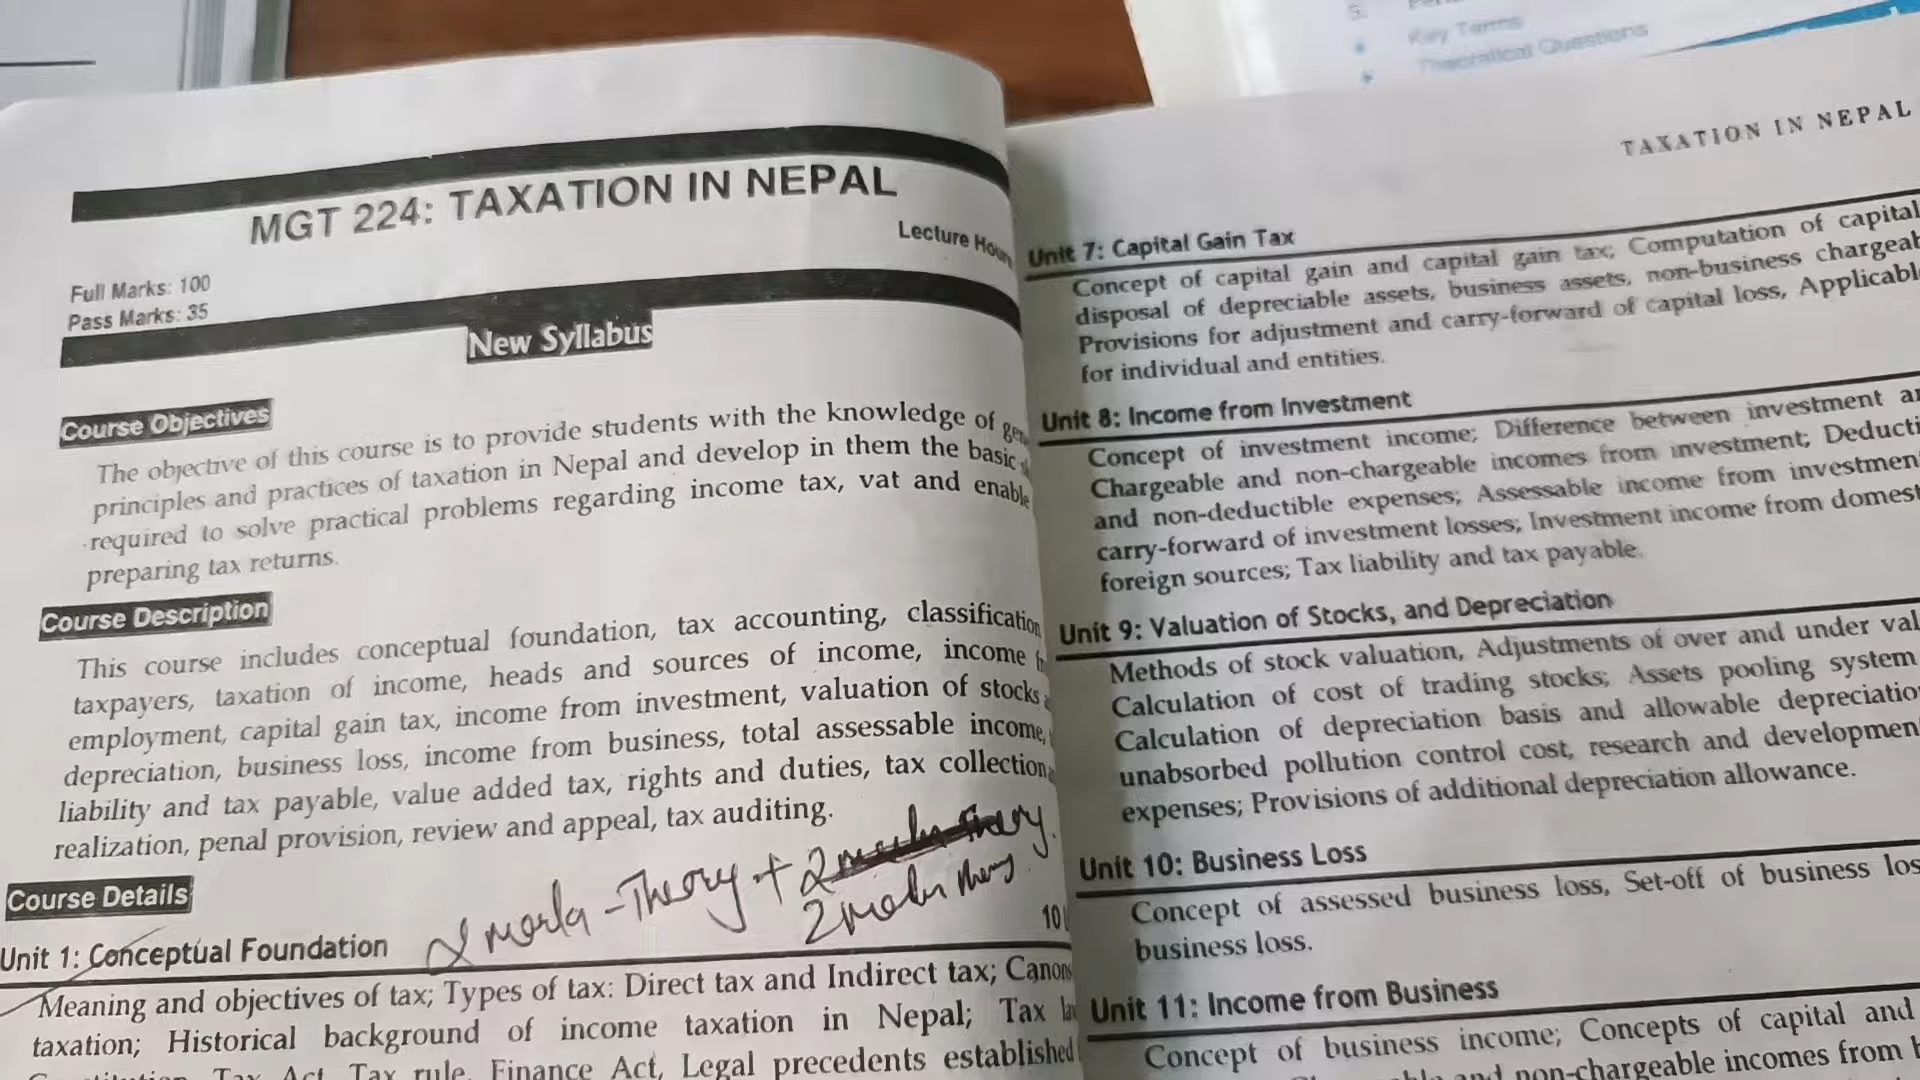 MGT 224: TAXATION IN NEPAL
Lecture Hours
Full Marks: 100
Pass Marks: 35
New Syllabus
Course Objectives
The objective of this course is to provide students with the knowledge of
principles and practices of taxation in Nepal and develop in them the basic
required to solve practical problems regarding income tax, vat and enable
preparing tax returns.
Course Description
This course includes conceptual foundation, tax accounting, classification
taxpayers, taxation of income, heads and sources of income, income
employment, capital gain tax, income from investment, valuation of stocks
depreciation, business loss, income from business, total assessable income,
liability and tax payable, value added tax, rights and duties, tax collection
realization, penal provision, review and appeal, tax auditing.
Course Details
Theory + 2
2
Unit 1: Conceptual Foundation
10
Meaning and objectives of tax; Types of tax: Direct tax and Indirect tax; Canons
taxation; Historical background of income taxation in Nepal; Tax
Tax Act, Tax rule, Finance Act, Legal precedents established
Key Terms
Theoretical Questions
TAXATION IN NEPAL
Unit 7: Capital Gain Tax
Concept of capital gain and capital gain tax; Computation of capital
disposal of depreciable assets, business assets, non-business chargeab
Provisions for adjustment and carry-forward of capital loss, Applicable
for individual and entities.
Unit 8: Income from Investment
Concept of investment income; Difference between investment
Chargeable and non-chargeable incomes from investment; Deducti
and non-deductible expenses; Assessable income from investment
carry-forward of investment losses; Investment income from domest
foreign sources; Tax liability and tax payable.
Unit 9: Valuation of Stocks, and Depreciation
Methods of stock valuation, Adjustments of over and under val
Calculation of cost of trading stocks; Assets pooling system
Calculation of depreciation basis and allowable depreciation
unabsorbed pollution control cost, research and developmen
expenses; Provisions of additional depreciation allowance.
Unit 10: Business Loss
Concept of assessed business loss, Set-off of business los
business loss.
Unit 11: Income from Business
Concept of business income; Concepts of capital and
and non-chargeable incomes from